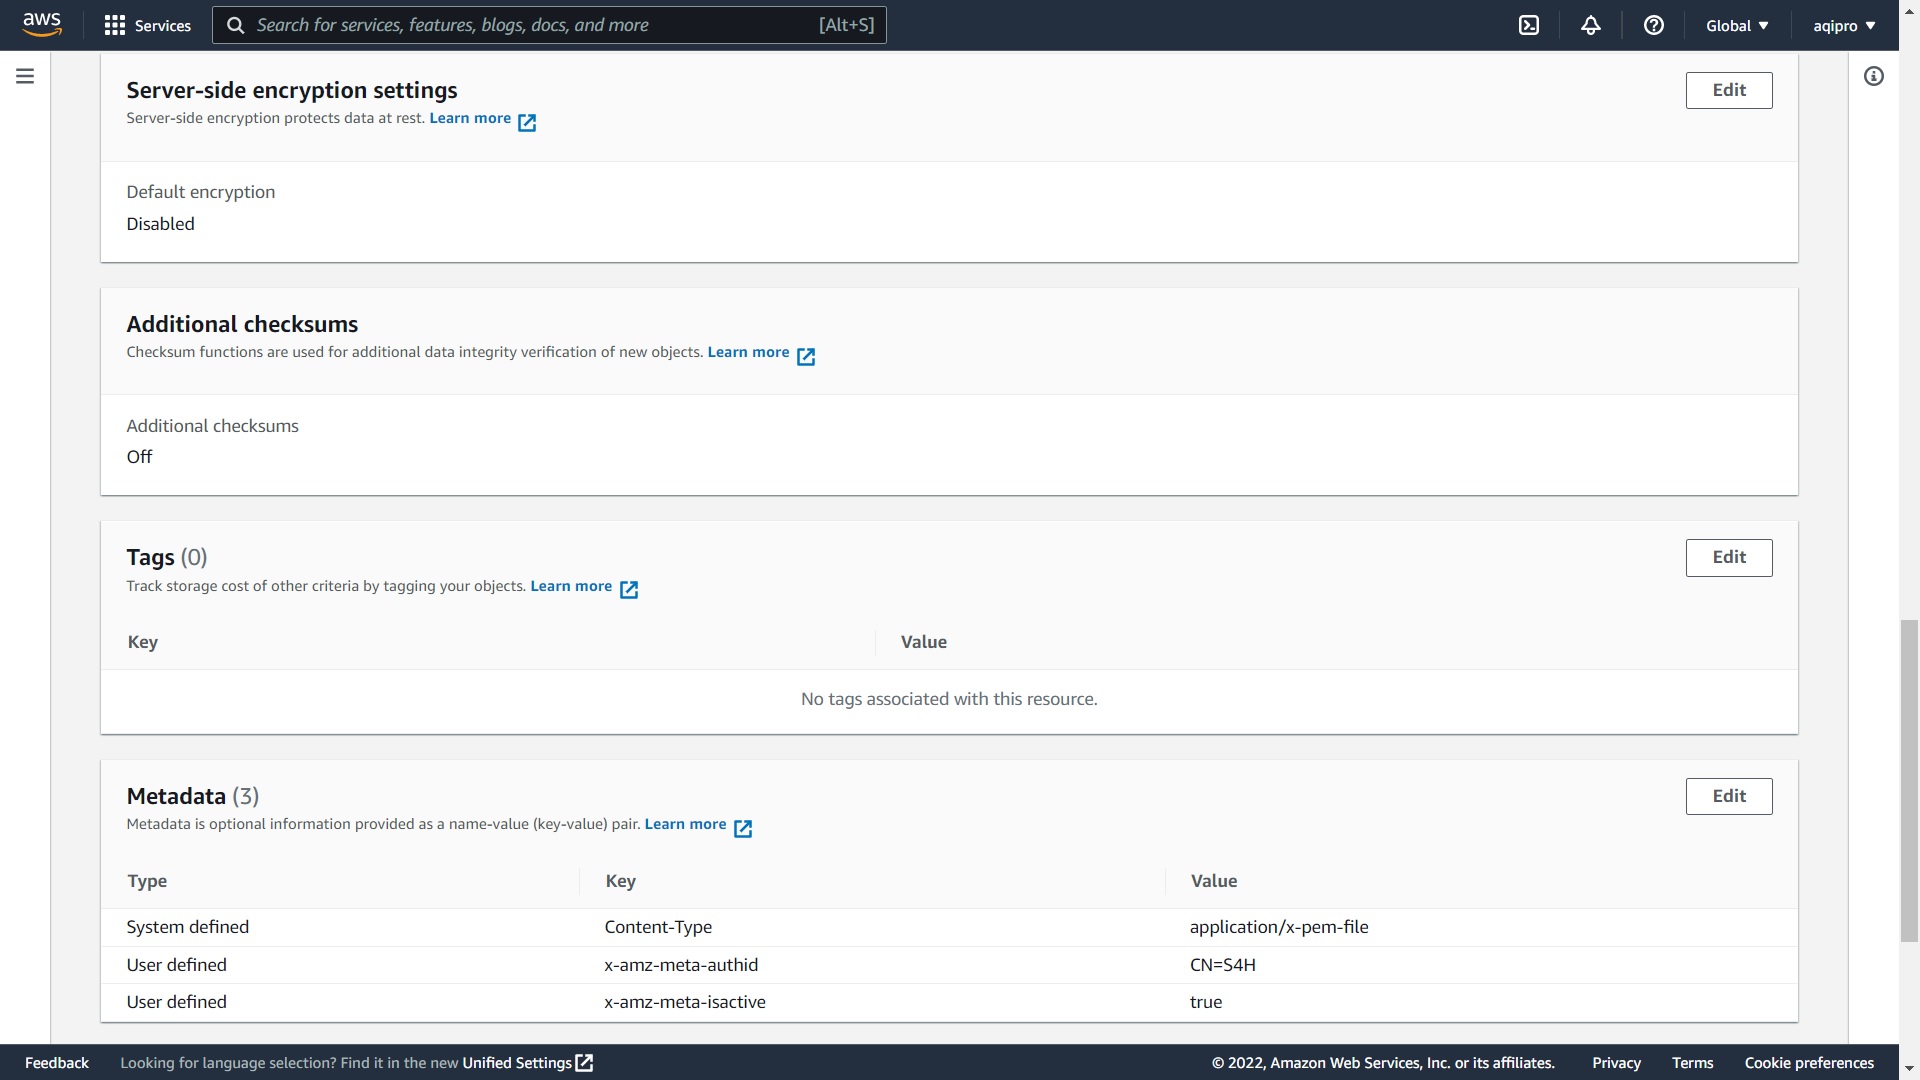 aws
Services
Search for services, features, blogs, docs, and more [Alt+S]
Global ▼
aqipro ▼
Server-side encryption settings
Edit
Server-side encryption protects data at rest. Learn more
Default encryption
Disabled
Additional checksums
Checksum functions are used for additional data integrity verification of new objects. Learn more
Additional checksums
Off
Tags (0)
Edit
Track storage cost of other criteria by tagging your objects. Learn more
Key Value
No tags associated with this resource.
Metadata (3)
Edit
Metadata is optional information provided as a name-value (key-value) pair. Learn more
Type Key Value
System defined Content-Type application/x-pem-file
User defined x-amz-meta-authid CN=S4H
User defined x-amz-meta-isactive true
Feedback Looking for language selection? Find it in the new Unified Settings © 2022, Amazon Web Services, Inc. or its affiliates. Privacy Terms Cookie preferences